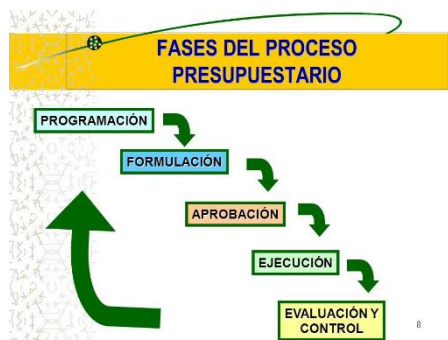 FASES DEL PROCESO
PRESUPUESTARIO
PROGRAMACIÓN
FORMULACIÓN
APROBACIÓN
EJECUCIÓN
EVALUACIÓN Y
CONTROL
8